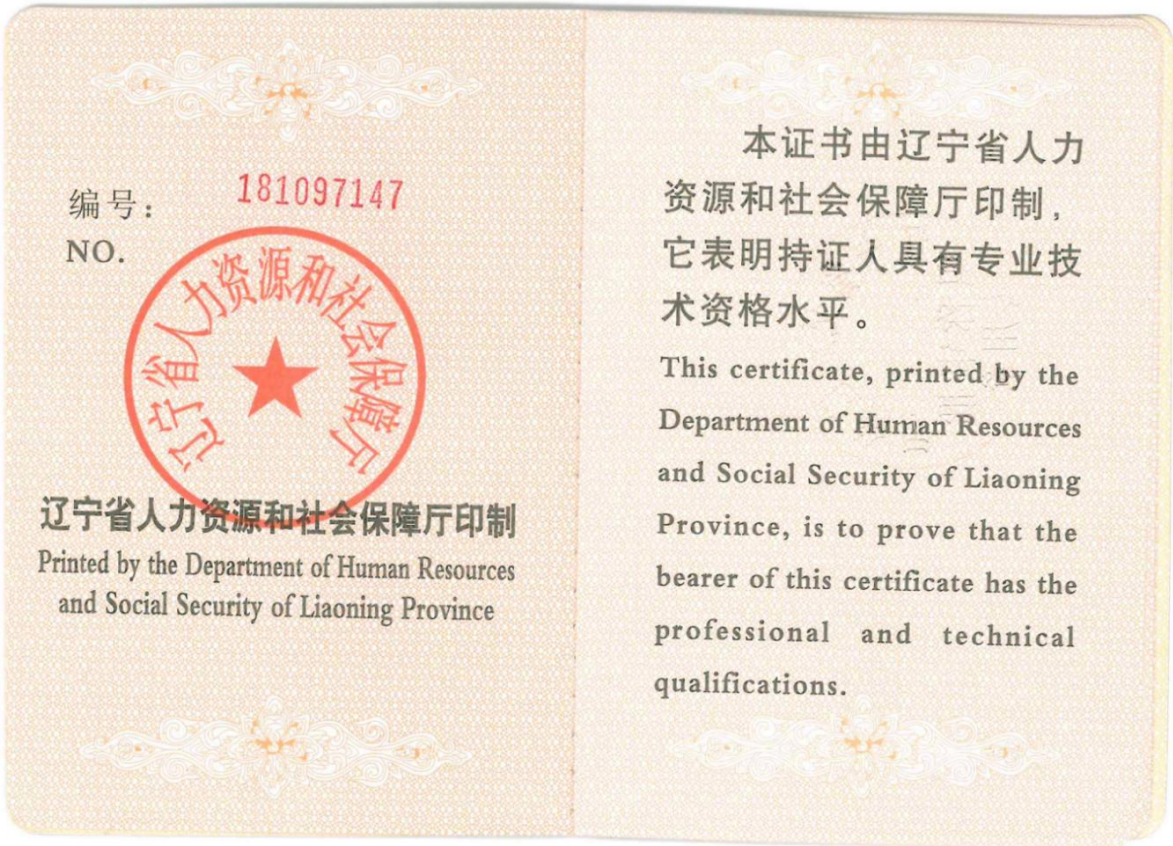 编号：
181097147
NO.
辽宁省人力资源和社会保障厅
辽宁省人力资源和社会保障厅印制
Printed by the Department of Human Resources
and Social Security of Liaoning Province
本证书由辽宁省人力
资源和社会保障厅印制，
它表明持证人具有专业技
术资格水平。
This certificate, printed by the
Department of Human Resources
and Social Security of Liaoning
Province, is to prove that the
bearer of this certificate has the
professional and technical
qualifications.